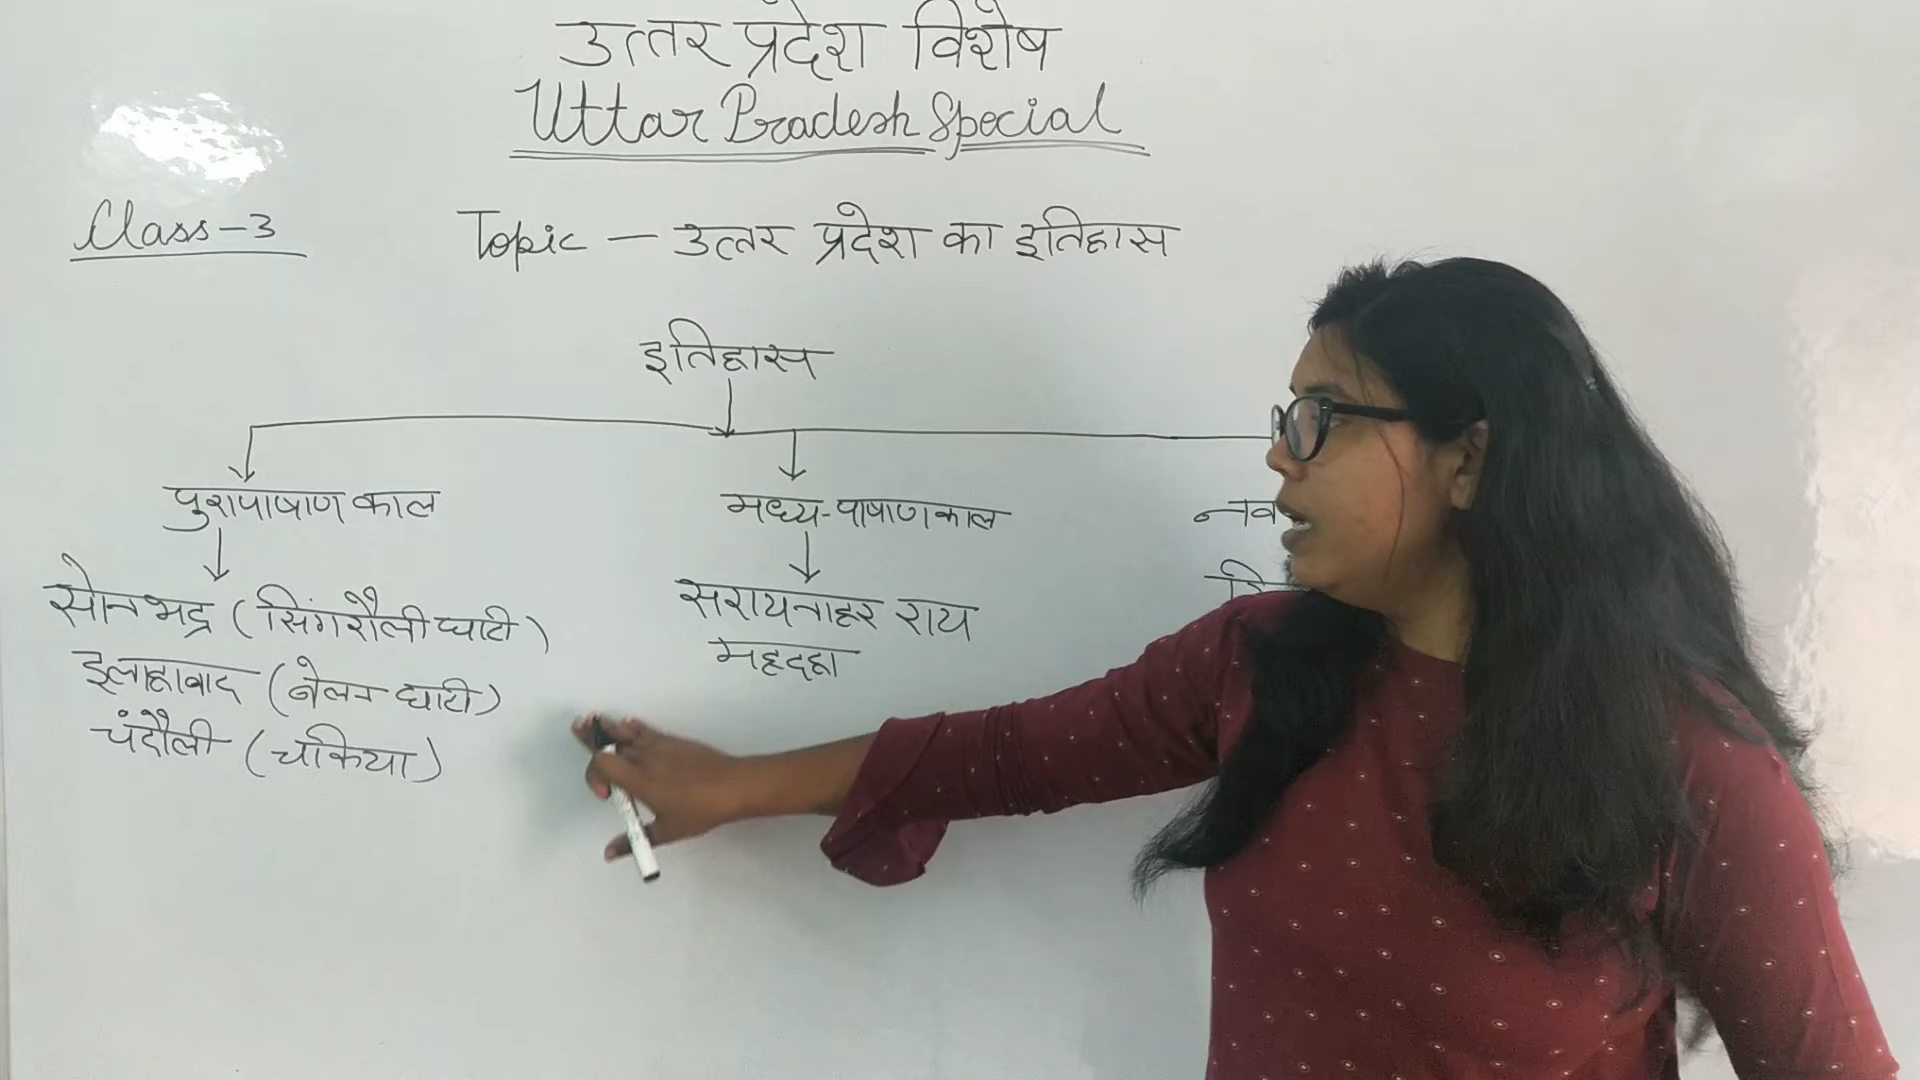 उत्तर प्रदेश विशेष
Uttar Pradesh Special
Class-3
Topic - उत्तर प्रदेश का इतिहास
इतिहास
पुरापाषाण काल
मध्य-पाषाणकाल
नव
सोनभद्र (सिंगरौली घाटी)
सरायनाहर राय
इलाहाबाद (बेलन घाटी)
महदहा
चंदौली (चकिया)